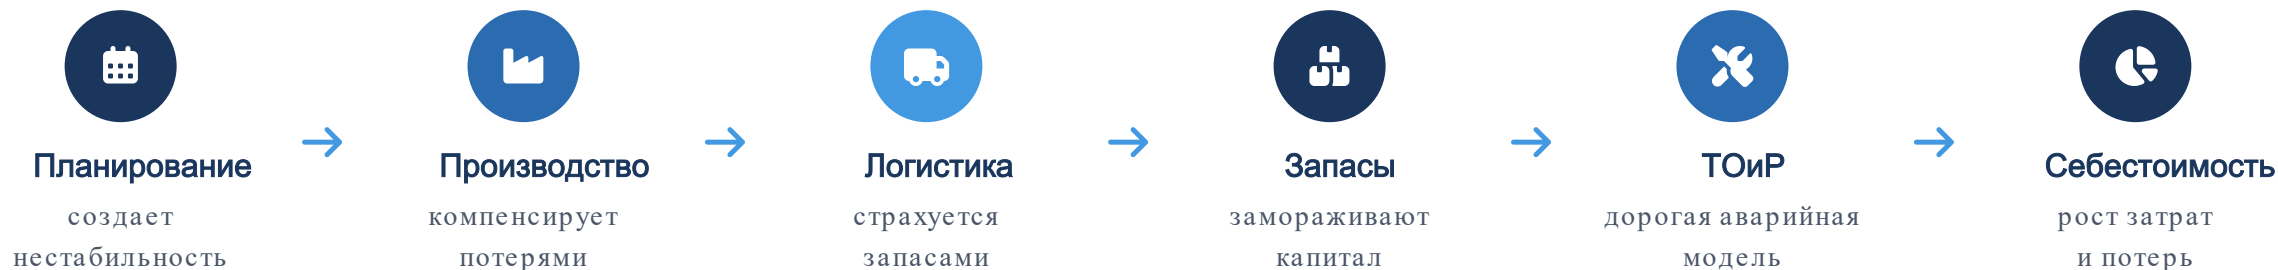 Планирование
создает
нестабильность
Производство
компенсирует
потерями
Логистика
страхуется
запасами
Запасы
замораживают
капитал
ТОиР
дорогая аварийная
модель
Себестоимость
рост затрат
и потерь